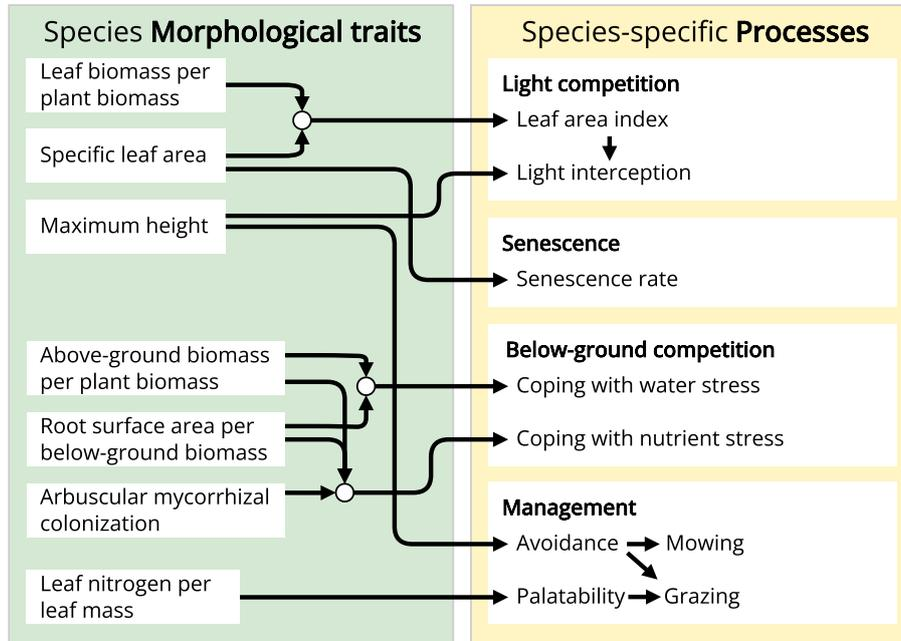 Species Morphological traits
Leaf biomass per
plant biomass
Specific leaf area
Maximum height
Above-ground biomass
per plant biomass
Root surface area per
below-ground biomass
Arbuscular mycorrhizal
colonization
Leaf nitrogen per
leaf mass
Species-specific Processes
Light competition
Leaf area index
Light interception
Senescence
Senescence rate
Below-ground competition
Coping with water stress
Coping with nutrient stress
Management
Avoidance Mowing
Palatability Grazing